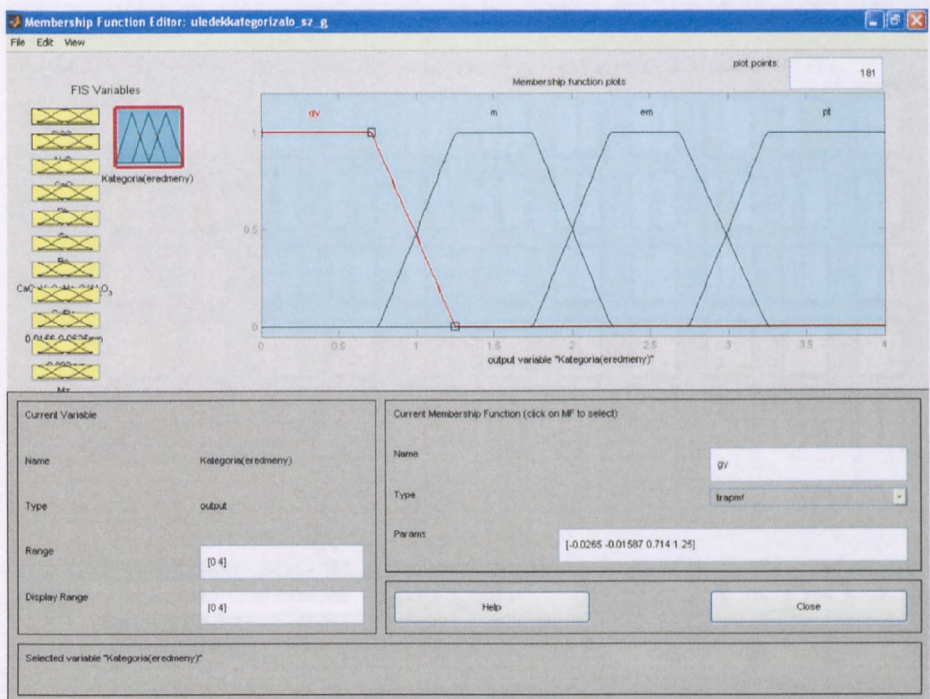 Membership Function Editor: uledekkategorizalo_sz_g
File Edit View
FIS Variables
Kategoria(eredmeny)
Mz
plot points:
181
Membership function plots
gy
m
em
pt
1
0.5
0
0 0.5 1 1.5 2 2.5 3 3.5 4
output variable "Kategoria(eredmeny)"
Current Variable
Name Kategoria(eredmeny)
Type output
Range [0 4]
Display Range [0 4]
Current Membership Function (click on MF to select)
Name gy
Type trapmf
Params [-0.0265 -0.01587 0.714 1.25]
Help Close
Selected variable "Kategoria(eredmeny)"